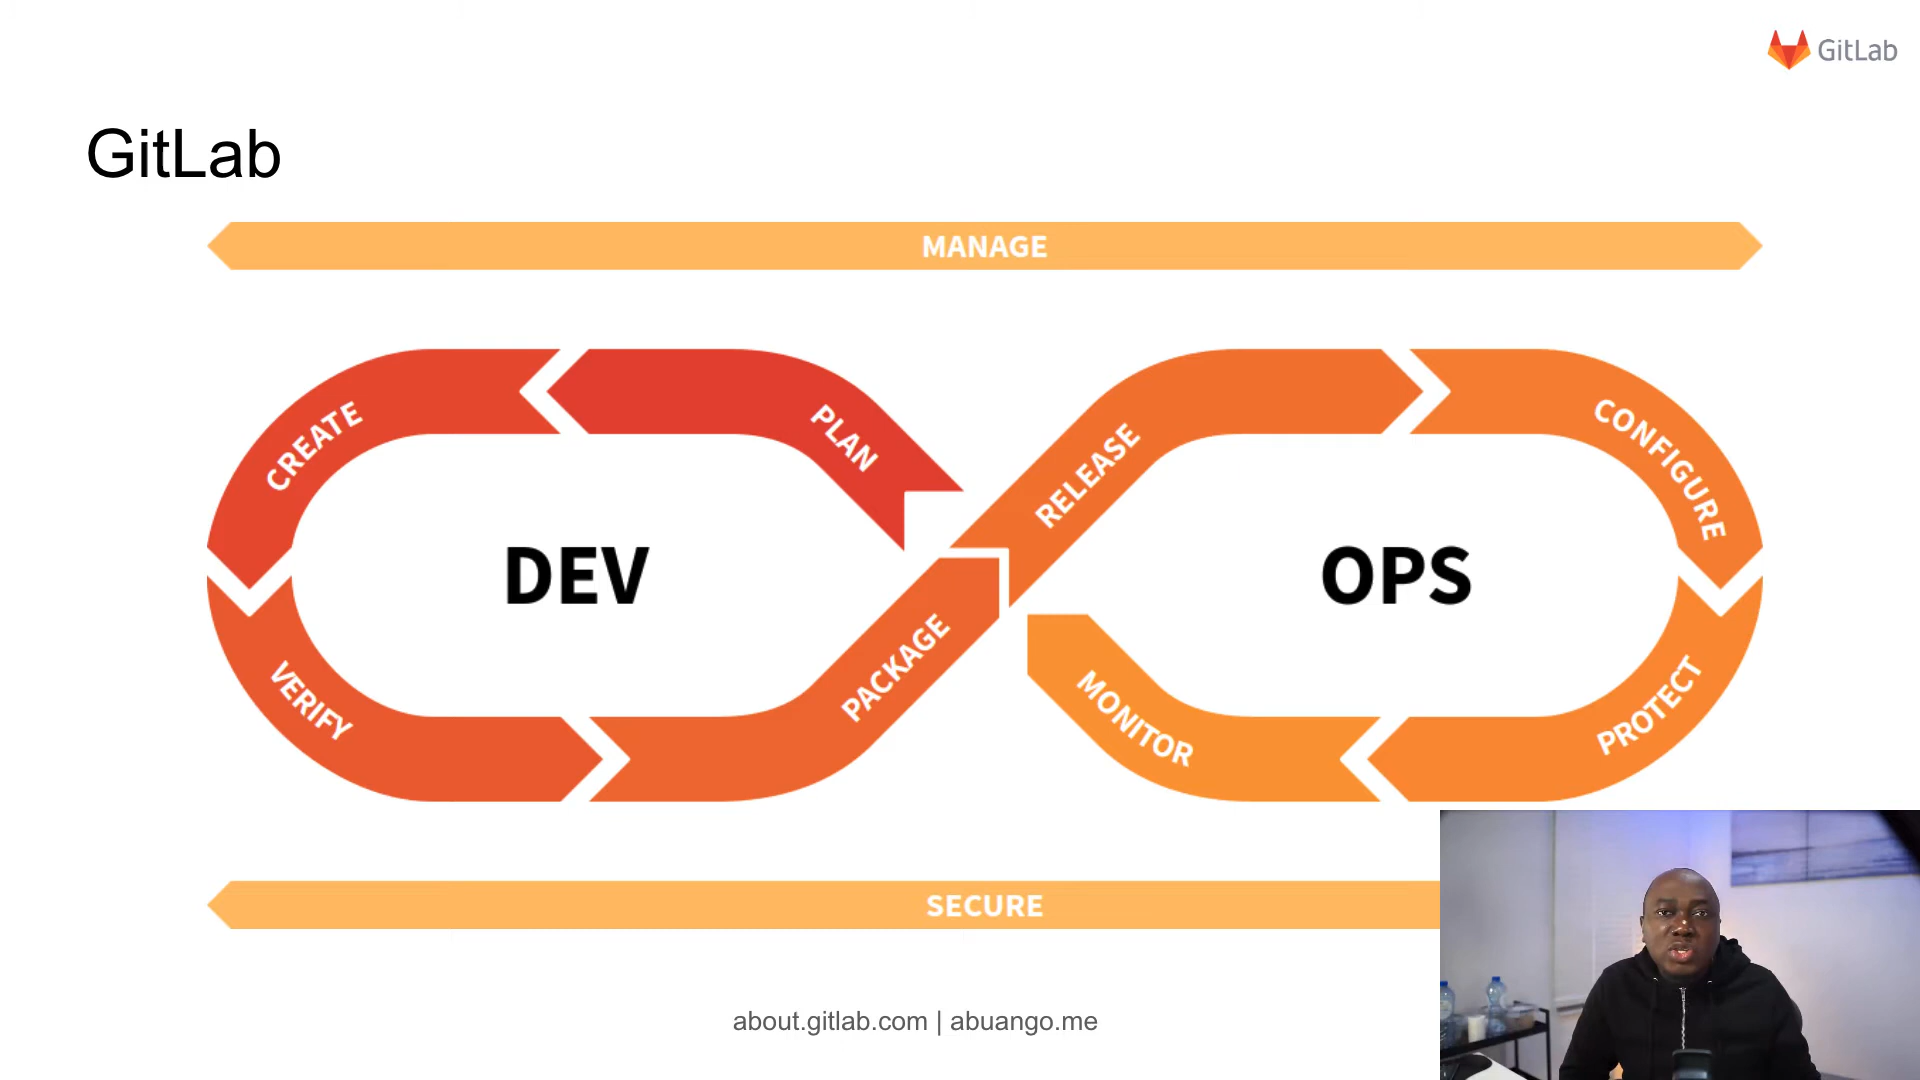 GitLab
GitLab
MANAGE
CREATE
PLAN
RELEASE
CONFIGURE
DEV
OPS
VERIFY
PACKAGE
MONITOR
PROTECT
SECURE
about.gitlab.com | abuango.me